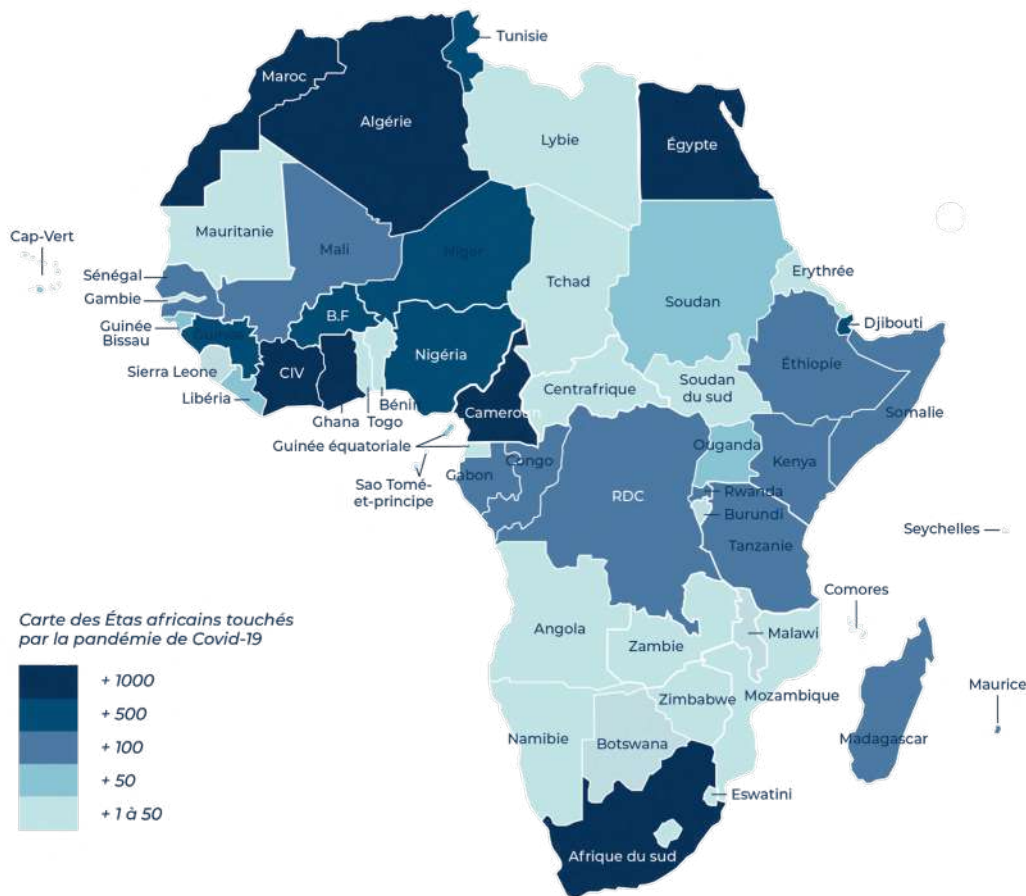 Tunisie
Maroc
Algérie
Lybie
Égypte
Cap-Vert
Mauritanie
Mali
Niger
Tchad
Soudan
Erythrée
Sénégal
Gambie
Guinée
Bissau
Guinée
B.F
Nigéria
Djibouti
Éthiopie
Sierra Leone
CIV
Centrafrique
Soudan
du sud
Libéria
Ghana
Togo
Bénin
Cameroun
Somalie
Guinée équatoriale
Ouganda
Kenya
Sao Tomé-
et-principe
Gabon
Congo
RDC
Rwanda
Burundi
Seychelles
Tanzanie
Comores
Carte des Étas africains touchés
par la pandémie de Covid-19
Angola
Zambie
Malawi
+ 1000
Mozambique
Maurice
Zimbabwe
+ 500
Namibie
Botswana
Madagascar
+ 100
+ 50
Eswatini
+ 1 à 50
Afrique du sud